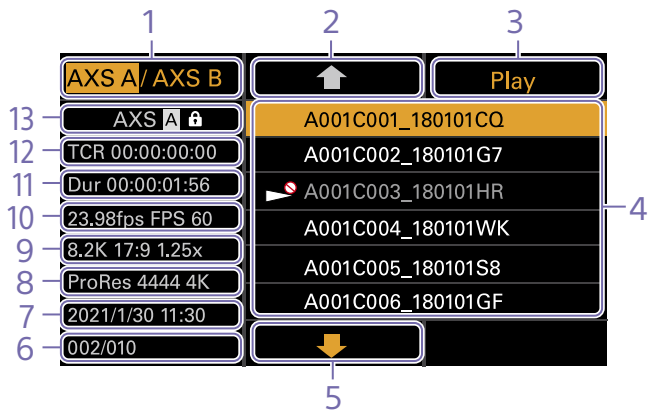 1
2
3
AXS A / AXS B
Play
13
AXS A
A001C001_180101CQ
12
TCR 00:00:00:00
A001C002_180101G7
11
Dur 00:00:01:56
A001C003_180101HR
4
10
23.98fps FPS 60
A001C004_180101WK
9
8.2K 17:9 1.25x
A001C005_180101S8
8
ProRes 4444 4K
A001C006_180101GF
7
2021/1/30 11:30
6
002/010
5